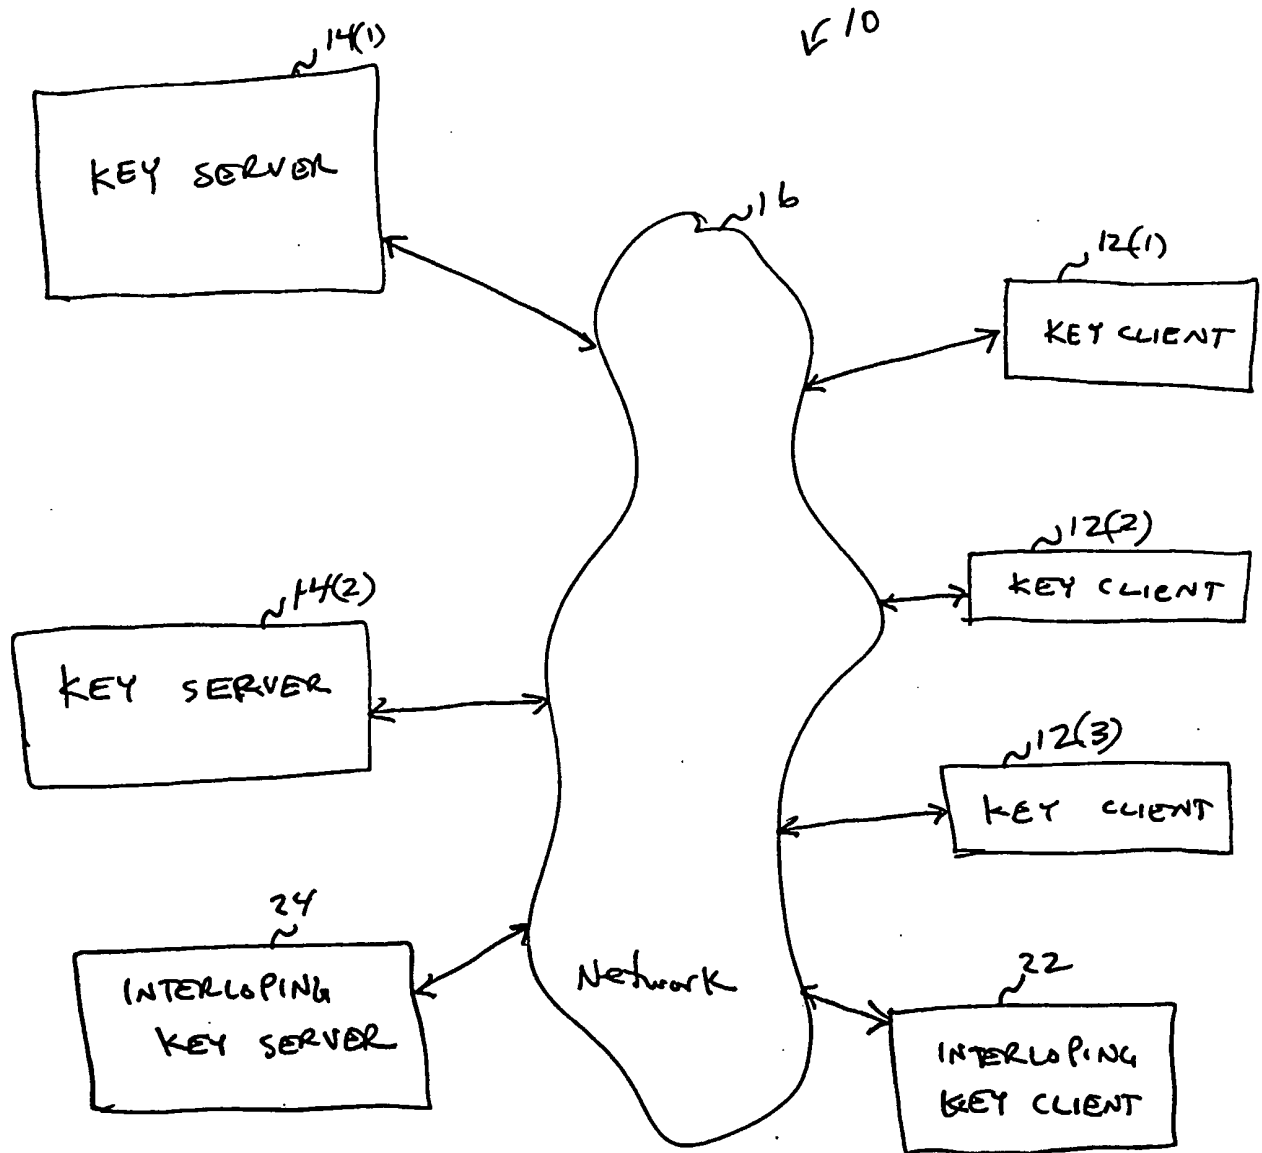 10
14(1)
KEY SERVER
16
12(1)
KEY CLIENT
12(2)
KEY CLIENT
14(2)
KEY SERVER
12(3)
KEY CLIENT
24
INTERLOPING
KEY SERVER
Network
22
INTERLOPING
KEY CLIENT